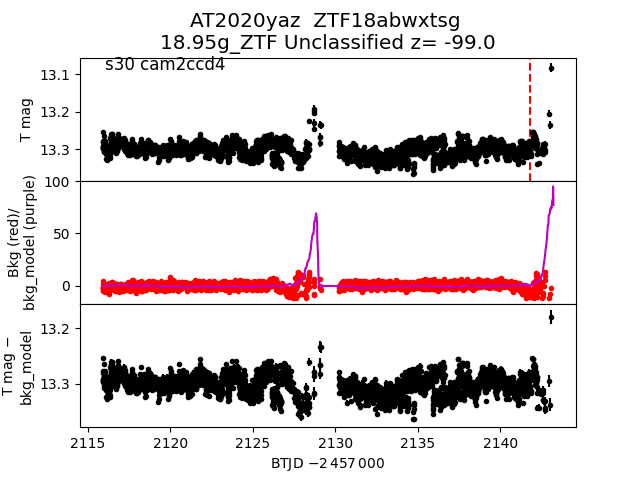 AT2020yaz  ZTF18abwxtsg
18.95g_ZTF Unclassified z= -99.0
s30 cam2ccd4
T mag
13.1
13.2
13.3
Bkg (red)/
bkg_model (purple)
100
50
0
T mag −
bkg_model
13.2
13.3
2115 2120 2125 2130 2135 2140
BTJD −2 457 000